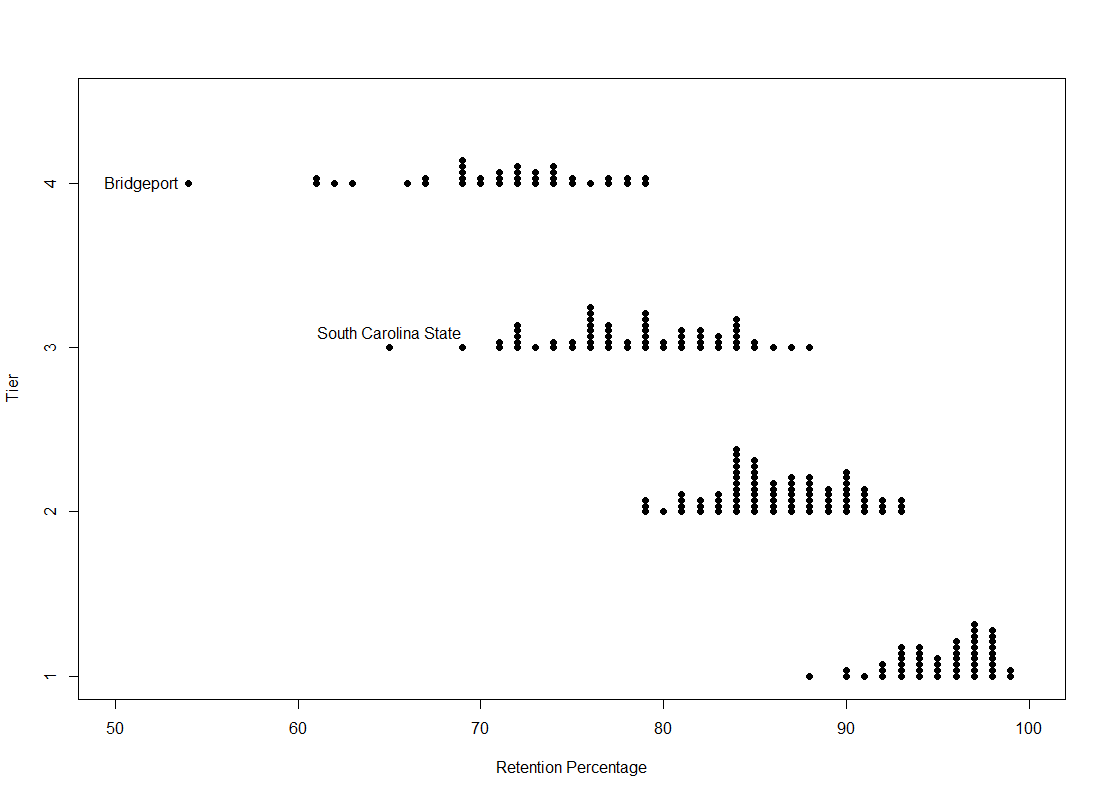 Bridgeport
South Carolina State
4
3
2
1
Tier
50 60 70 80 90 100
Retention Percentage